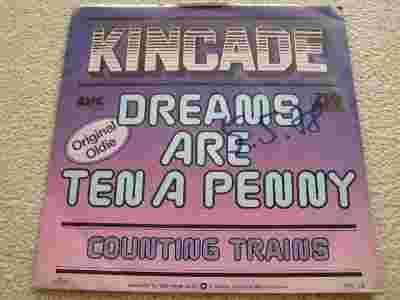 KINCADE
DREAMS
Original
Oldie
ARE
TEN A PENNY
COUNTING TRAINS